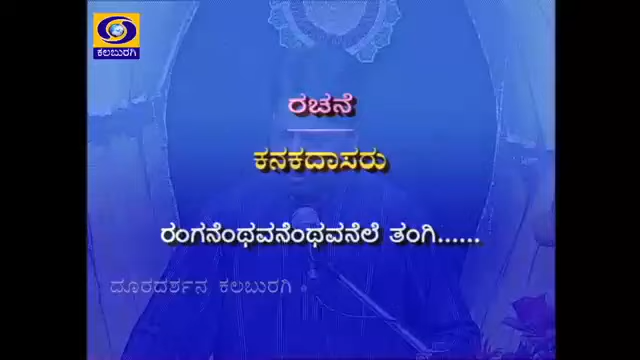 ಕಲಬುರಗಿ
ರಚನೆ
ಕನಕದಾಸರು
ರಂಗನೆಂಥವನೆಂಥವನೆಲೆ ತಂಗಿ......
ದೂರದರ್ಶನ ಕಲಬುರಗಿ